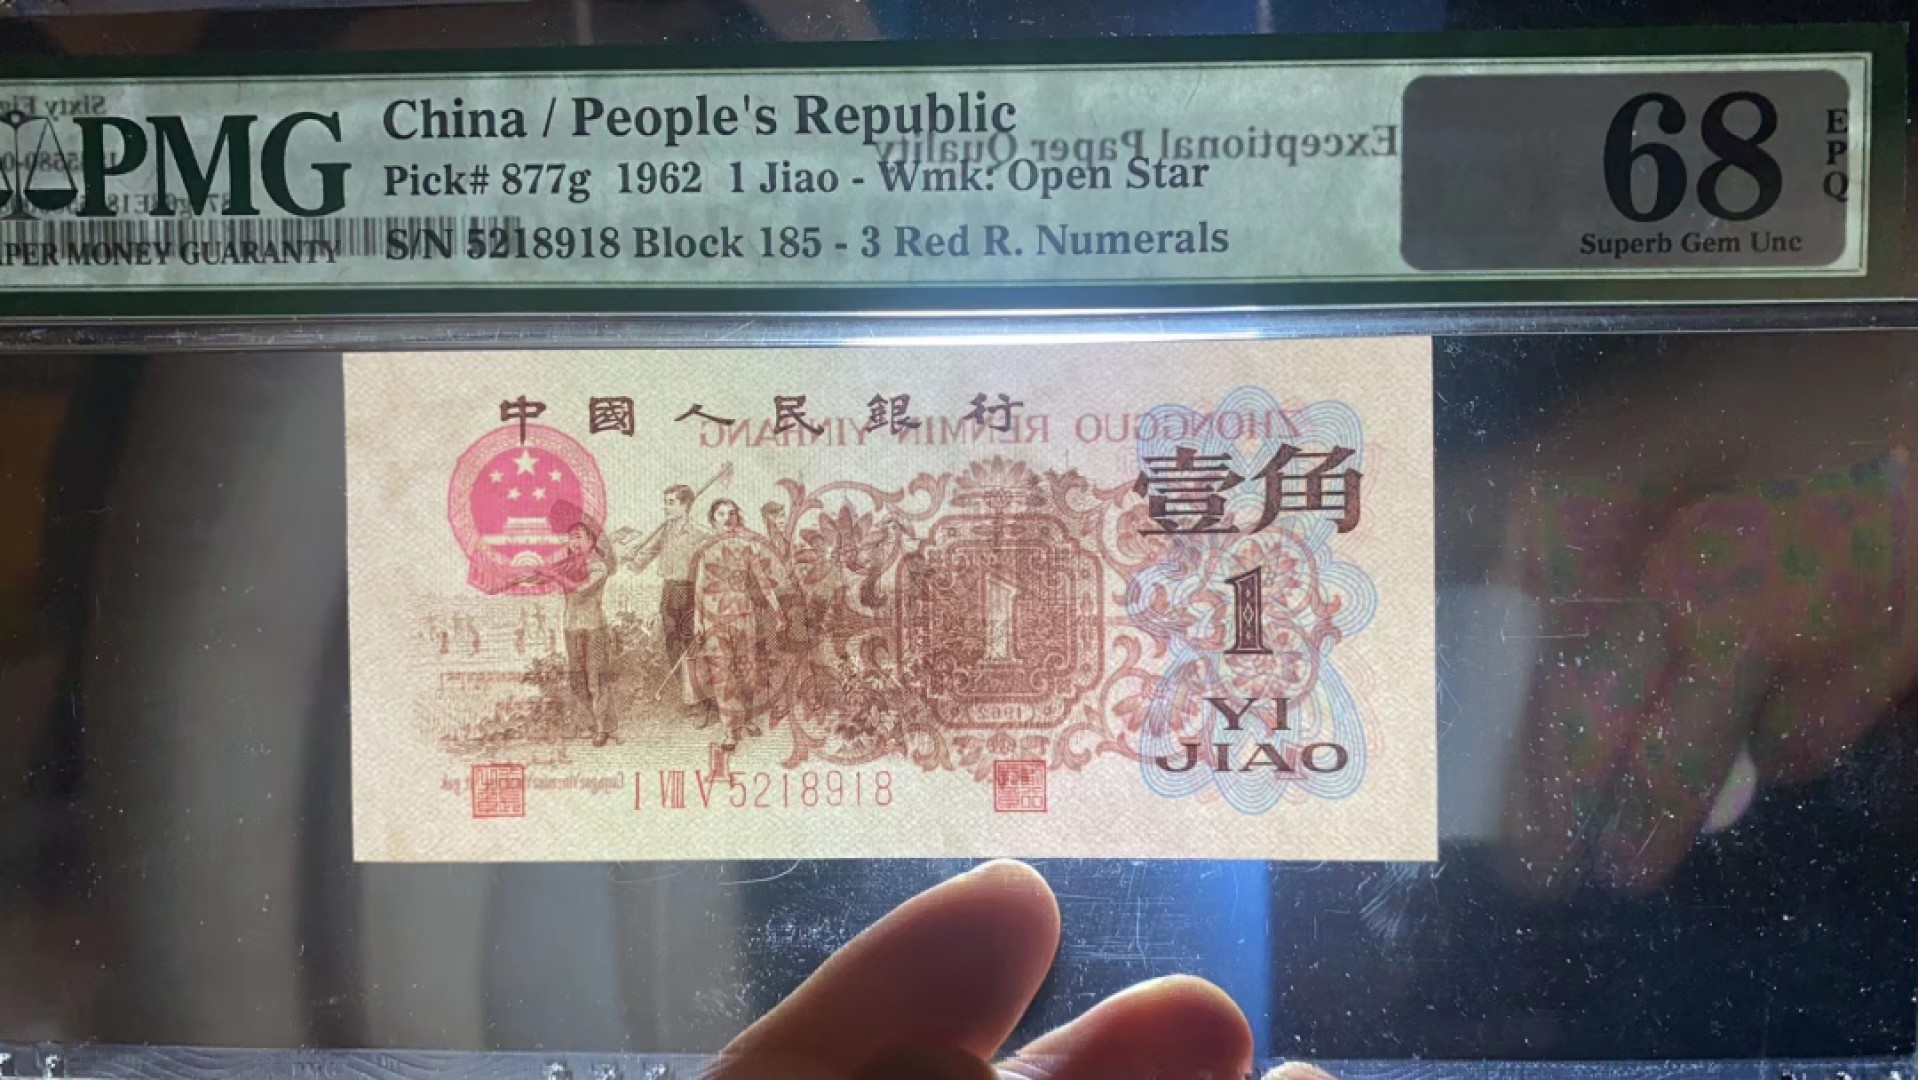 PMG
PER MONEY GUARANTY
China / People's Republic
Pick# 877g 1962 1 Jiao - Wmk: Open Star
S/N 5218918 Block 185 - 3 Red R. Numerals
68
EPQ
Superb Gem Unc
Exceptional Paper Quality
中國人民銀行
ZHONGGUO RENMIN YINHANG
壹角
1
1
YI
JIAO
I VIII V 5218918